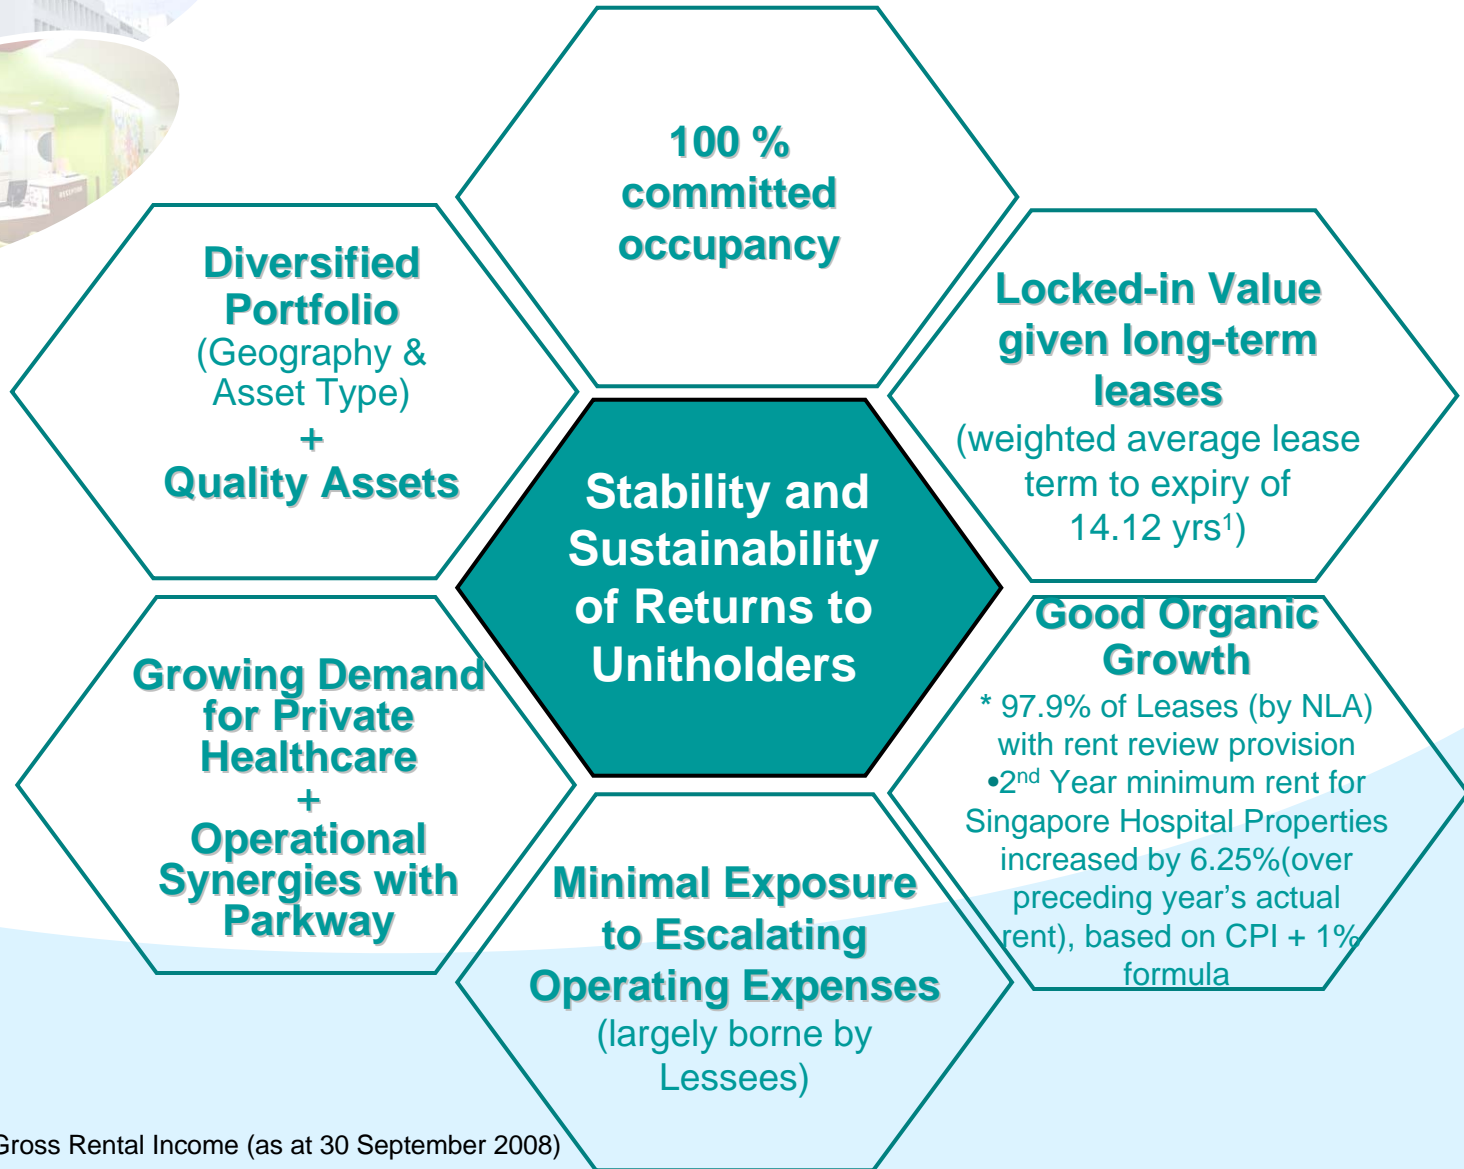 100 %
committed
occupancy
Diversified
Portfolio
(Geography &
Asset Type)
+
Quality Assets
Locked-in Value
given long-term
leases
(weighted average lease
term to expiry of
14.12 yrs¹)
Stability and
Sustainability
of Returns to
Unitholders
Growing Demand
for Private
Healthcare
+
Operational
Synergies with
Parkway
Good Organic
Growth
* 97.9% of Leases (by NLA)
with rent review provision
•2nd Year minimum rent for
Singapore Hospital Properties
increased by 6.25%(over
preceding year’s actual
rent), based on CPI + 1%
formula
Minimal Exposure
to Escalating
Operating Expenses
(largely borne by
Lessees)
Gross Rental Income (as at 30 September 2008)